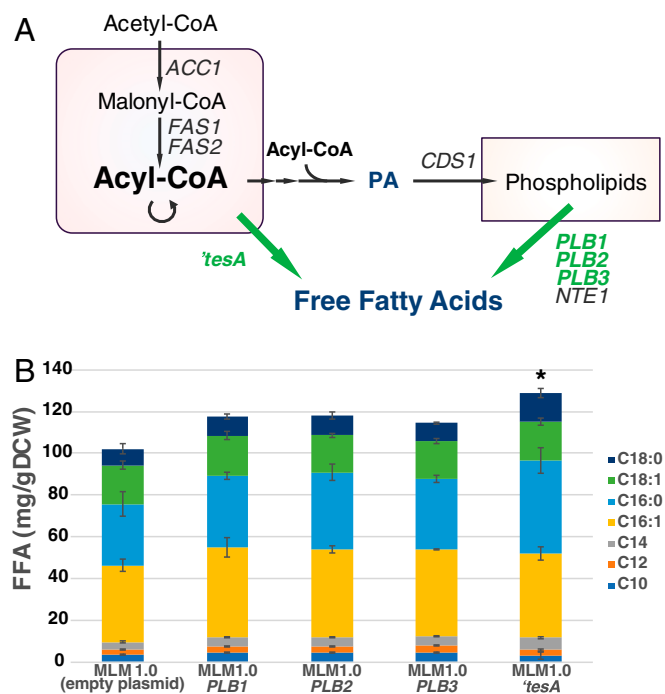 A
Acetyl-CoA
ACC1
Malonyl-CoA
FAS1
FAS2
Acyl-CoA
Acyl-CoA
PA
CDS1
Phospholipids
'tesA
PLB1
PLB2
PLB3
NTE1
Free Fatty Acids
B
FFA (mg/gDCW)
140
120
100
80
60
40
20
0
*
C18:0
C18:1
C16:0
C16:1
C14
C12
C10
MLM1.0
(empty plasmid)
MLM1.0
PLB1
MLM1.0
PLB2
MLM1.0
PLB3
MLM1.0
'tesA